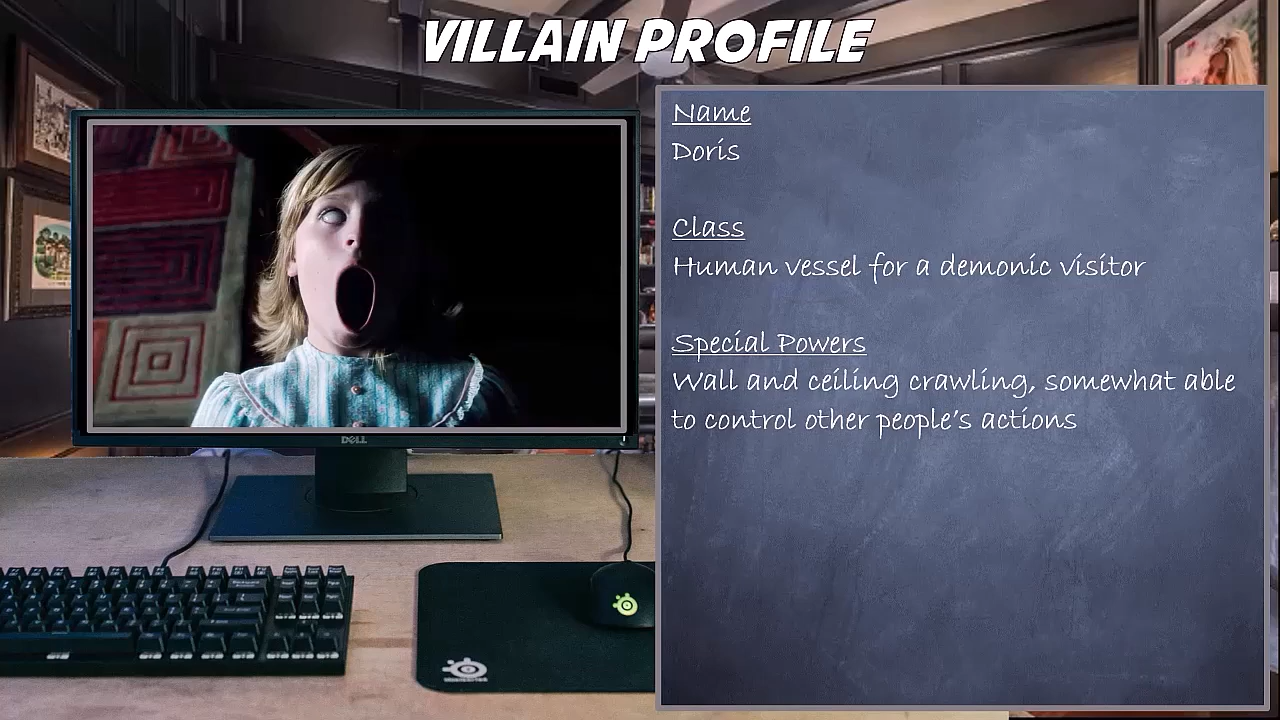 VILLAIN PROFILE
Name
Doris
Class
Human vessel for a demonic visitor
Special Powers
Wall and ceiling crawling, somewhat able
to control other people's actions
DELL